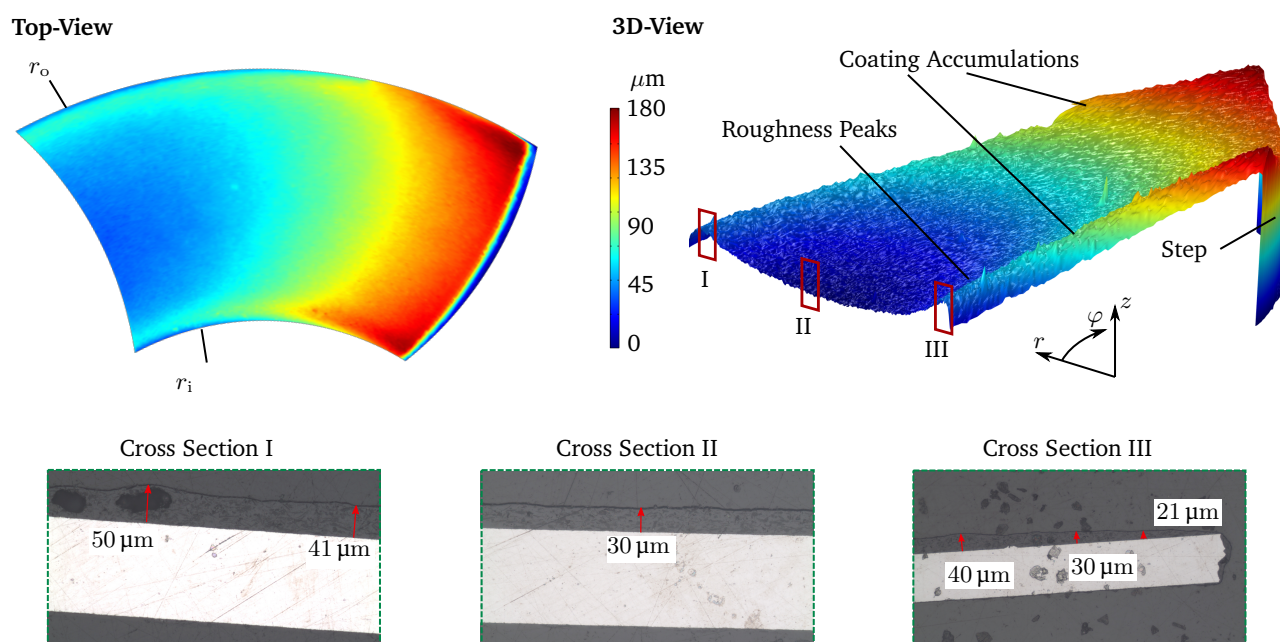 Top-View
3D-View
r_o
μm
180
135
90
45
0
Coating Accumulations
Roughness Peaks
Step
I
II
III
z
φ
r
r_i
Cross Section I
Cross Section II
Cross Section III
50 μm
41 μm
30 μm
21 μm
40 μm
30 μm